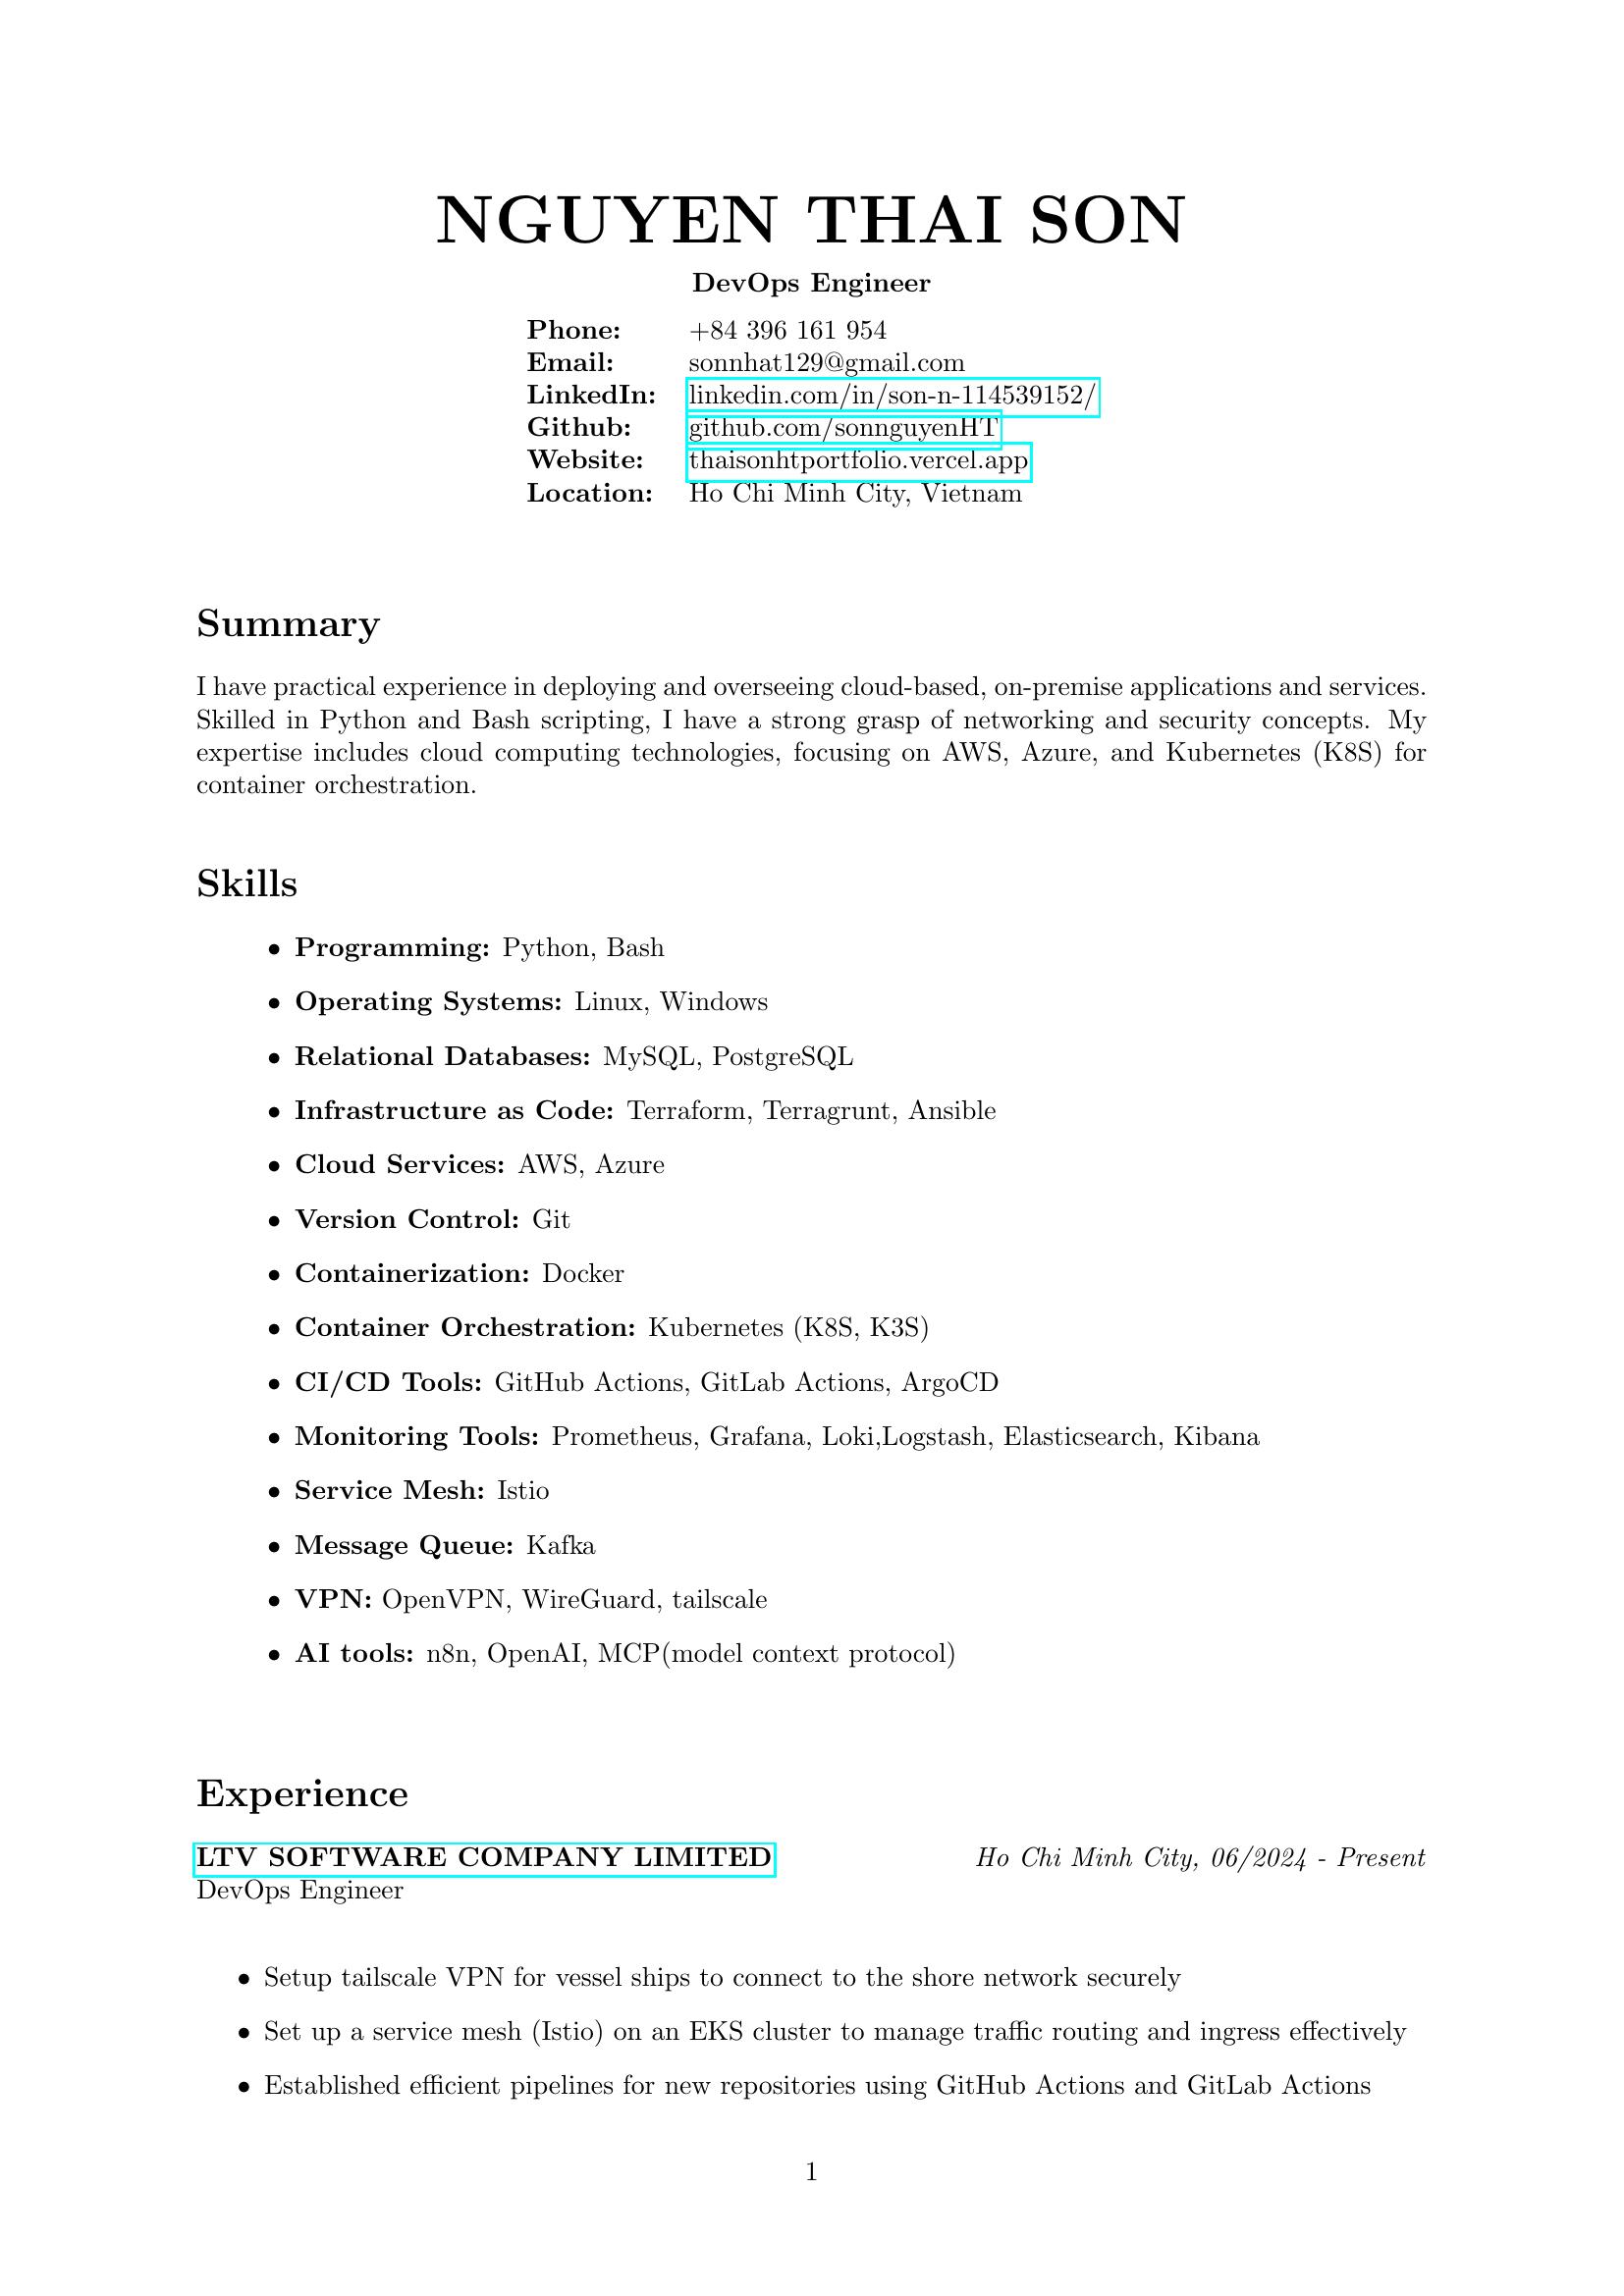 NGUYEN THAI SON
DevOps Engineer
Phone: +84 396 161 954
Email: sonnhat129@gmail.com
LinkedIn: linkedin.com/in/son-n-114539152/
Github: github.com/sonnguyenHT
Website: thaisonhtportfolio.vercel.app
Location: Ho Chi Minh City, Vietnam
Summary
I have practical experience in deploying and overseeing cloud-based, on-premise applications and services.
Skilled in Python and Bash scripting, I have a strong grasp of networking and security concepts. My
expertise includes cloud computing technologies, focusing on AWS, Azure, and Kubernetes (K8S) for
container orchestration.
Skills
• Programming: Python, Bash
• Operating Systems: Linux, Windows
• Relational Databases: MySQL, PostgreSQL
• Infrastructure as Code: Terraform, Terragrunt, Ansible
• Cloud Services: AWS, Azure
• Version Control: Git
• Containerization: Docker
• Container Orchestration: Kubernetes (K8S, K3S)
• CI/CD Tools: GitHub Actions, GitLab Actions, ArgoCD
• Monitoring Tools: Prometheus, Grafana, Loki,Logstash, Elasticsearch, Kibana
• Service Mesh: Istio
• Message Queue: Kafka
• VPN: OpenVPN, WireGuard, tailscale
• AI tools: n8n, OpenAI, MCP(model context protocol)
Experience
LTV SOFTWARE COMPANY LIMITED Ho Chi Minh City, 06/2024 - Present
DevOps Engineer
• Setup tailscale VPN for vessel ships to connect to the shore network securely
• Set up a service mesh (Istio) on an EKS cluster to manage traffic routing and ingress effectively
• Established efficient pipelines for new repositories using GitHub Actions and GitLab Actions
1